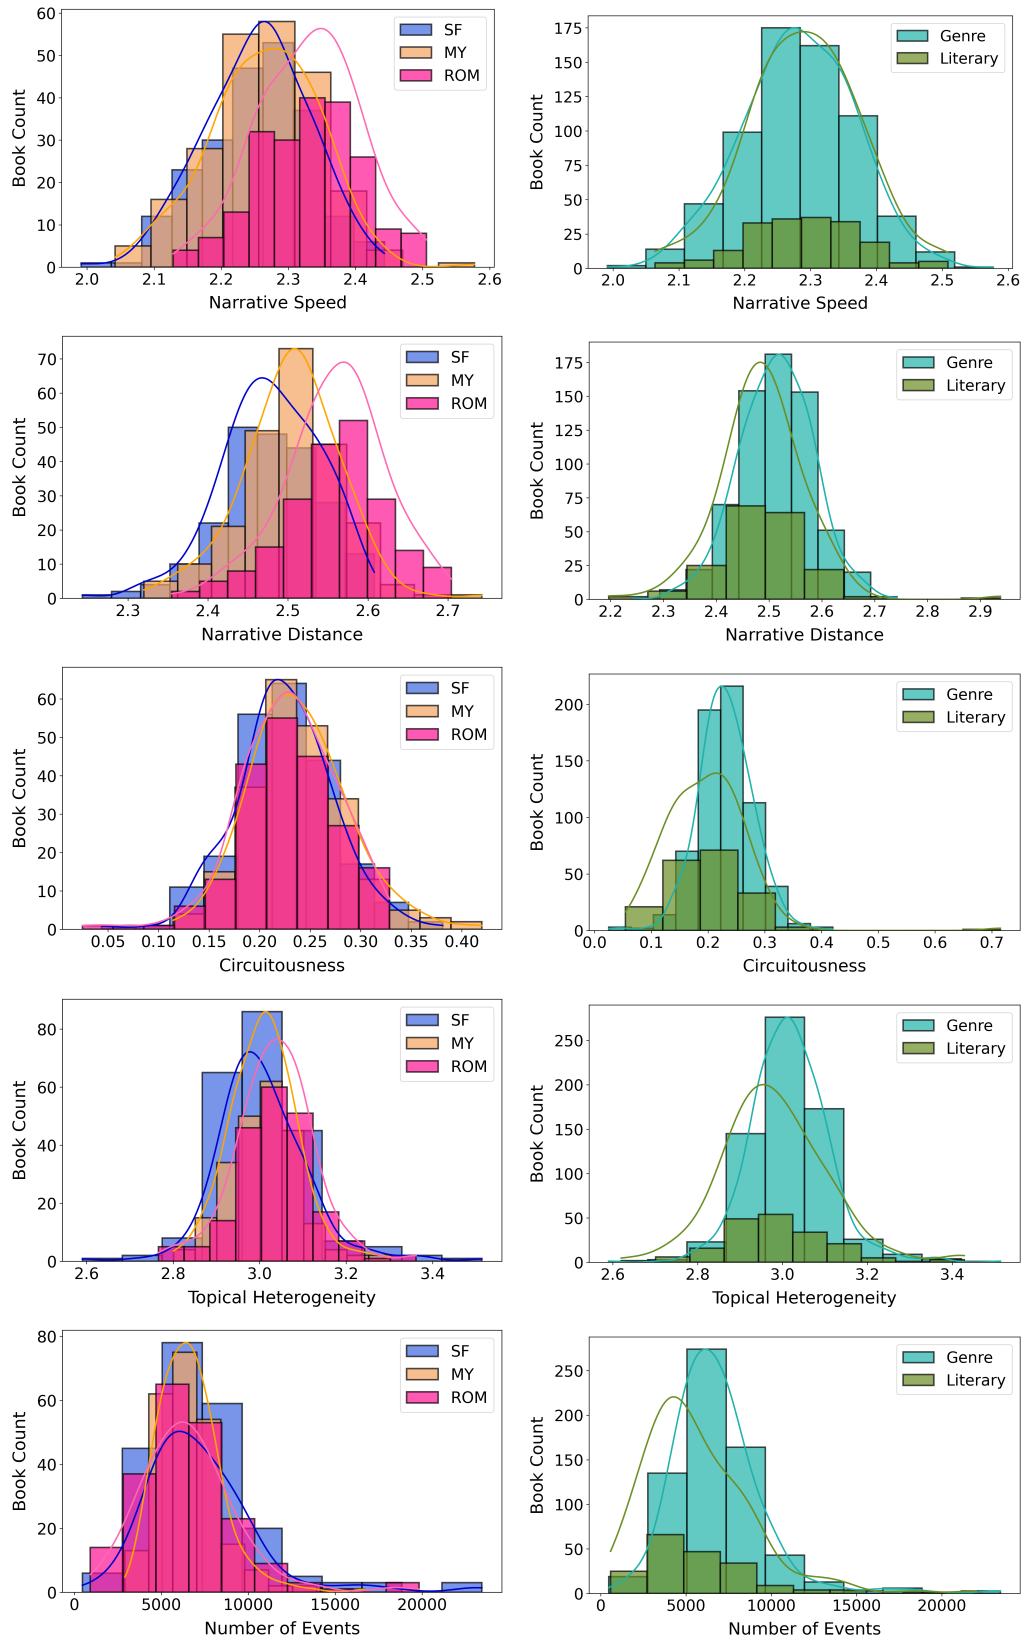 60
50
40
30
20
10
0
Book Count
2.0 2.1 2.2 2.3 2.4 2.5 2.6
Narrative Speed
SF
MY
ROM
175
150
125
100
75
50
25
0
Book Count
2.0 2.1 2.2 2.3 2.4 2.5 2.6
Narrative Speed
Genre
Literary
70
60
50
40
30
20
10
0
Book Count
2.3 2.4 2.5 2.6 2.7
Narrative Distance
SF
MY
ROM
175
150
125
100
75
50
25
0
Book Count
2.2 2.3 2.4 2.5 2.6 2.7 2.8 2.9
Narrative Distance
Genre
Literary
60
50
40
30
20
10
0
Book Count
0.05 0.10 0.15 0.20 0.25 0.30 0.35 0.40
Circuitousness
SF
MY
ROM
200
150
100
50
0
Book Count
0.0 0.1 0.2 0.3 0.4 0.5 0.6 0.7
Circuitousness
Genre
Literary
80
60
40
20
0
Book Count
2.6 2.8 3.0 3.2 3.4
Topical Heterogeneity
SF
MY
ROM
250
200
150
100
50
0
Book Count
2.6 2.8 3.0 3.2 3.4
Topical Heterogeneity
Genre
Literary
80
60
40
20
0
Book Count
0 5000 10000 15000 20000
Number of Events
SF
MY
ROM
250
200
150
100
50
0
Book Count
0 5000 10000 15000 20000
Number of Events
Genre
Literary